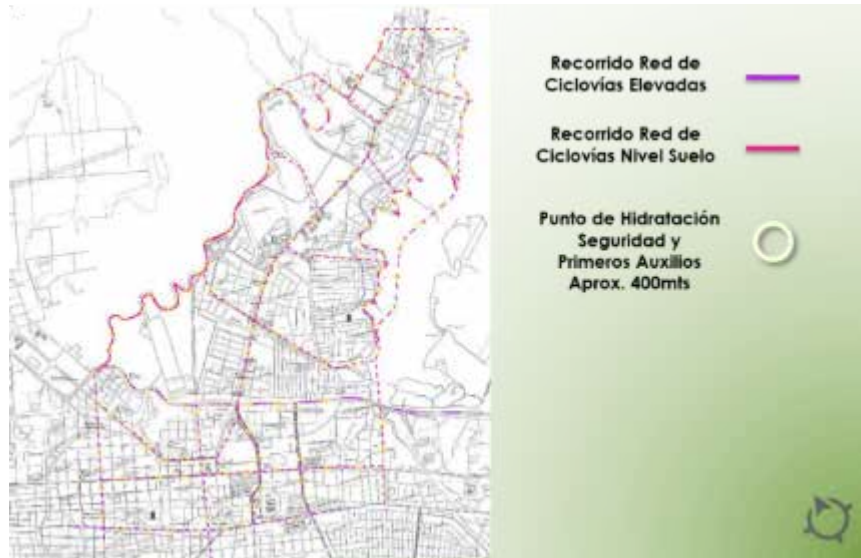 Recorrido Red de
Ciclovías Elevadas
Recorrido Red de
Ciclovías Nivel Suelo
Punto de Hidratación
Seguridad y
Primeros Auxilios
Aprox. 400mts